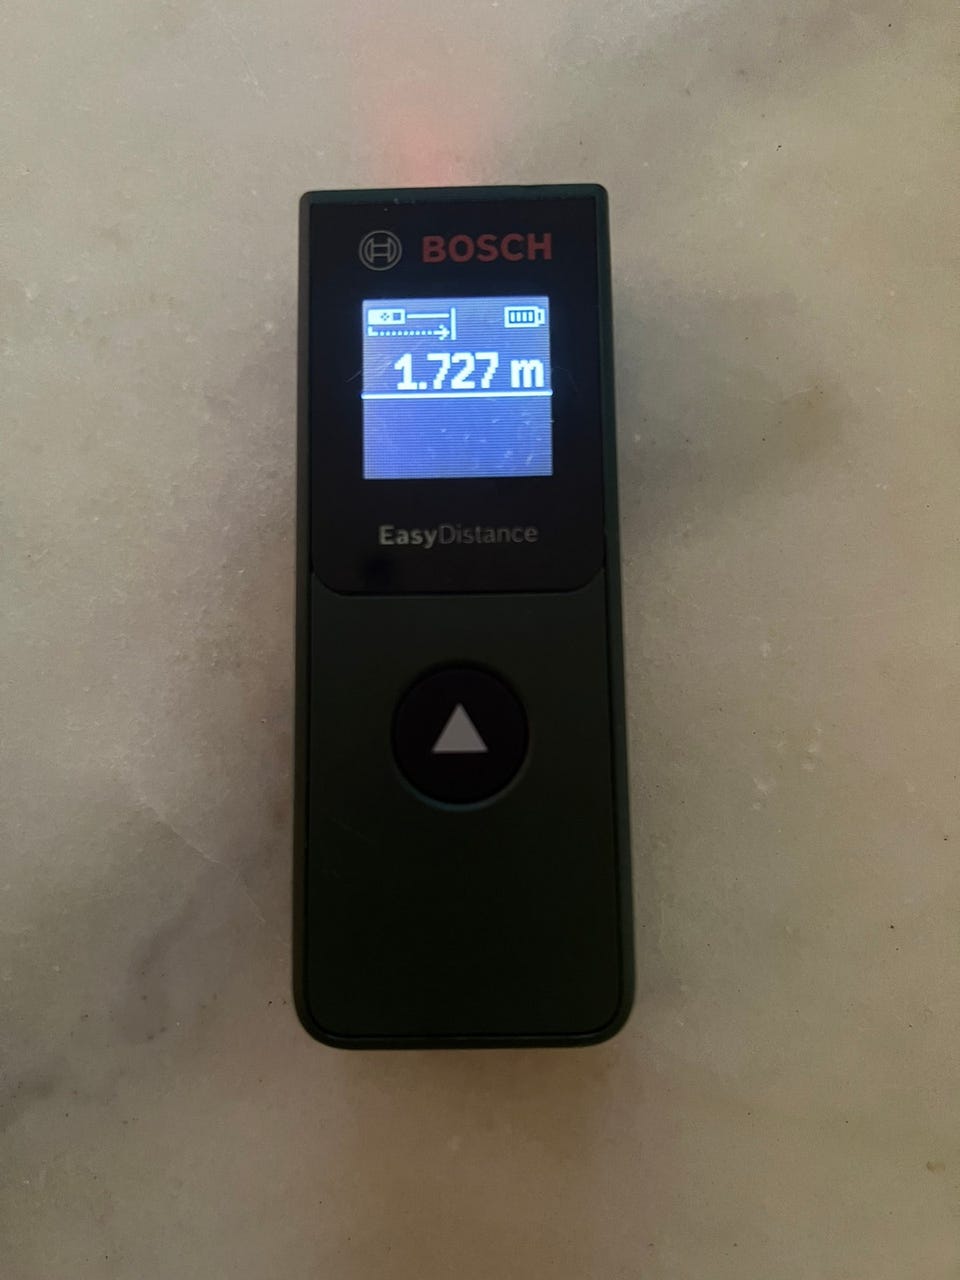 BOSCH
1.727 m
EasyDistance